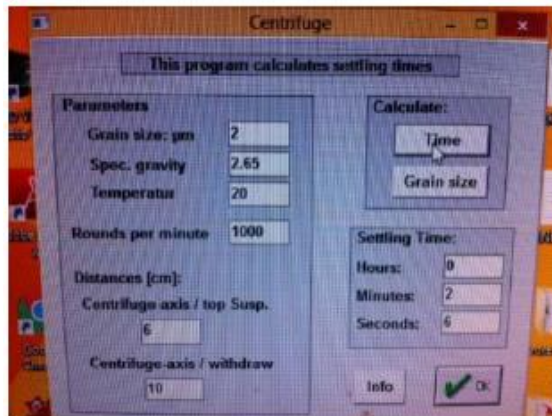 Centrifuge
This program calculates settling times
Parameters
Grain size: µm 2
Spec. gravity 2.65
Temperatur 20
Rounds per minute 1000
Distances [cm]:
Centrifuge-axis / top Susp.
6
Centrifuge-axis / withdraw
10
Calculate:
Time
Grain size
Settling Time:
Hours: 0
Minutes: 2
Seconds: 6
Info
OK